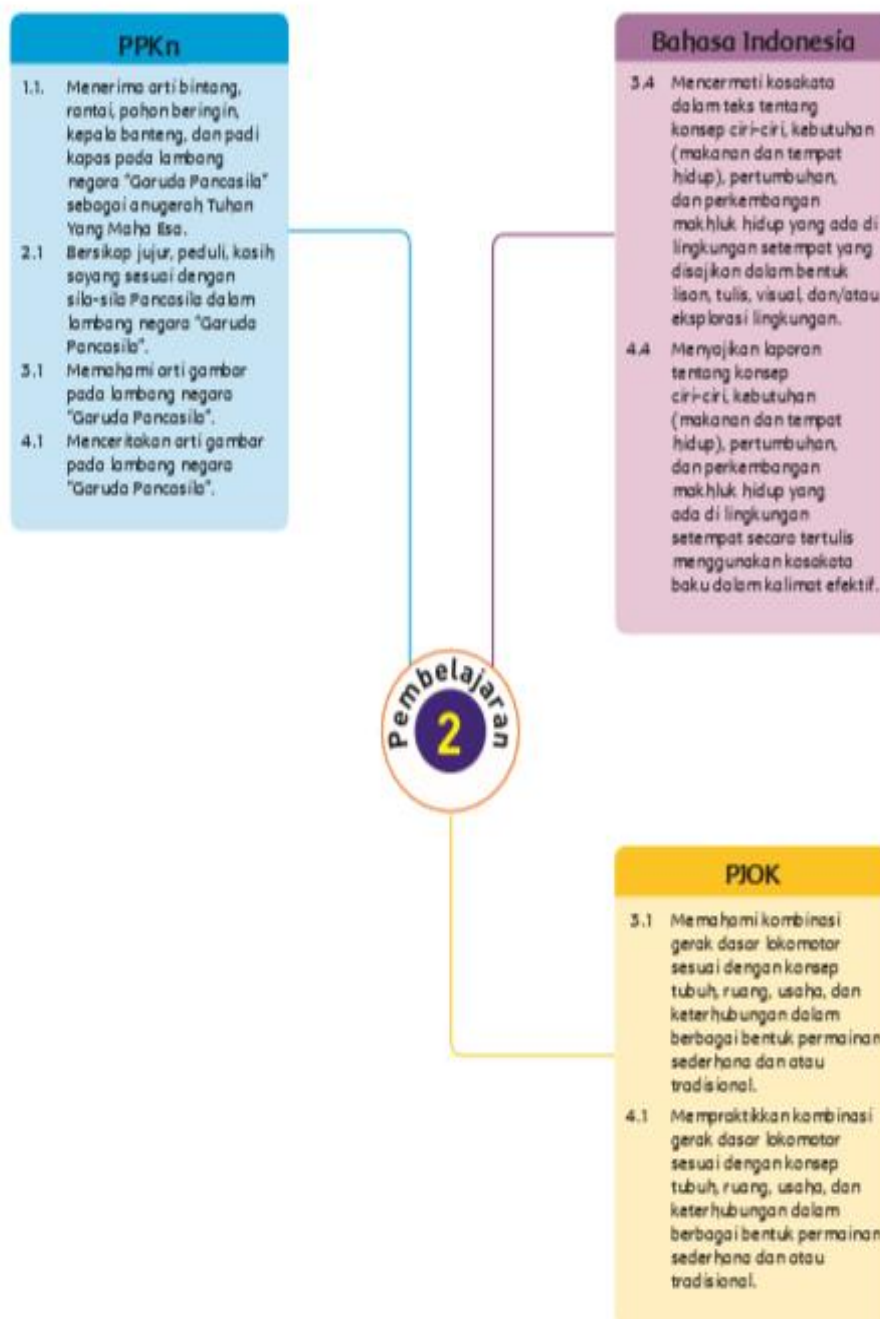 PPKn
1.1. Menerima arti bintang,
rantai, pohon beringin,
kepala banteng, dan padi
kapas pada lambang
negara "Garuda Pancasila"
sebagai anugerah Tuhan
Yang Maha Esa.
2.1 Bersikap jujur, peduli, kasih
sayang sesuai dengan
sila-sila Pancasila dalam
lambang negara "Garuda
Pancasila".
3.1 Memahami arti gambar
pada lambang negara
"Garuda Pancasila".
4.1 Menceritakan arti gambar
pada lambang negara
"Garuda Pancasila".
Bahasa Indonesia
3.4 Mencermati kosakata
dalam teks tentang
konsep ciri-ciri, kebutuhan
(makanan dan tempat
hidup), pertumbuhan,
dan perkembangan
makhluk hidup yang ada di
lingkungan setempat yang
disajikan dalam bentuk
lisan, tulis, visual, dan/atau
eksplorasi lingkungan.
4.4 Menyajikan laporan
tentang konsep
ciri-ciri, kebutuhan
(makanan dan tempat
hidup), pertumbuhan,
dan perkembangan
makhluk hidup yang
ada di lingkungan
setempat secara tertulis
menggunakan kosakata
baku dalam kalimat efektif.
Pembelajaran
2
PJOK
3.1 Memahami kombinasi
gerak dasar lokomotor
sesuai dengan konsep
tubuh, ruang, usaha, dan
keterhubungan dalam
berbagai bentuk permainan
sederhana dan atau
tradisional.
4.1 Mempraktikkan kombinasi
gerak dasar lokomotor
sesuai dengan konsep
tubuh, ruang, usaha, dan
keterhubungan dalam
berbagai bentuk permainan
sederhana dan atau
tradisional.